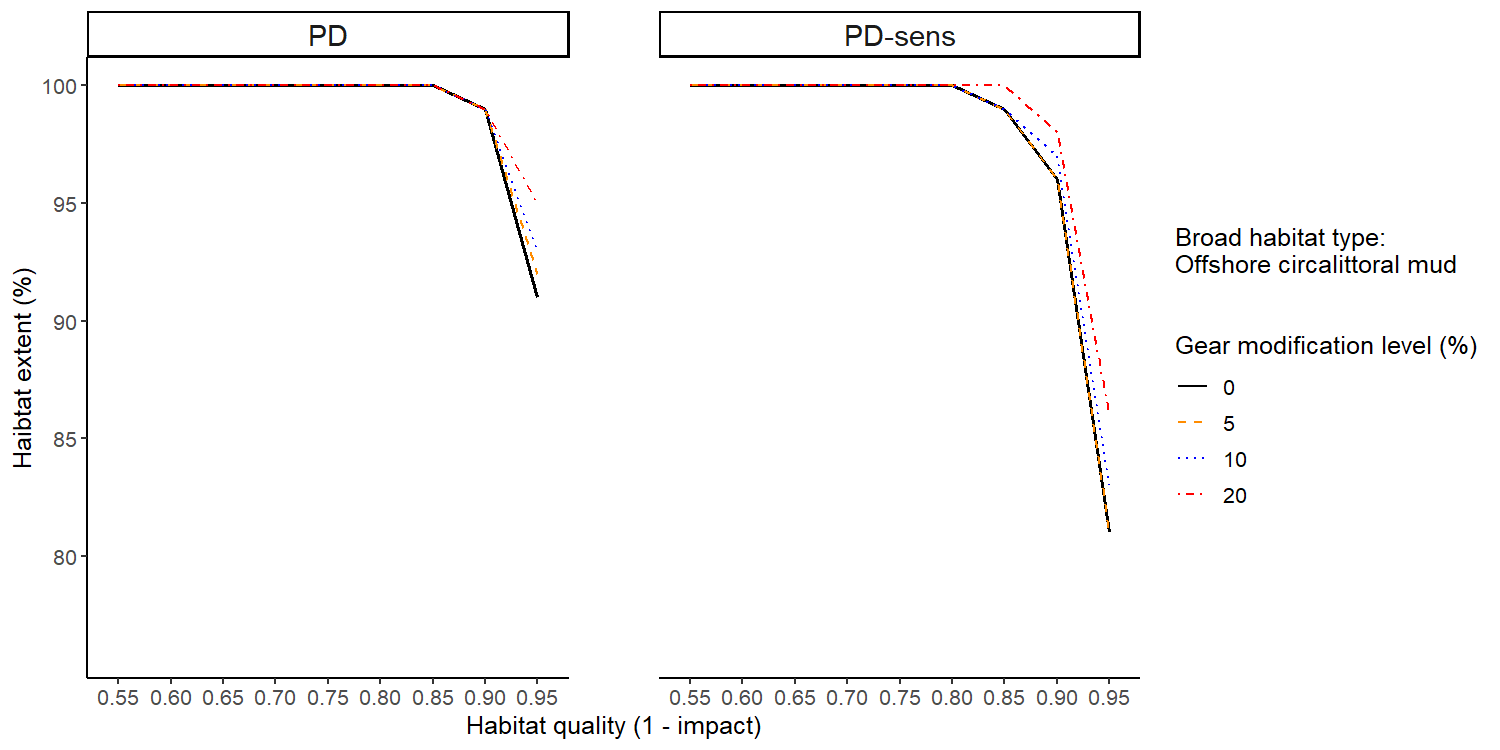 PD
PD-sens
Haibtat extent (%)
100
95
90
85
80
0.55 0.60 0.65 0.70 0.75 0.80 0.85 0.90 0.95
0.55 0.60 0.65 0.70 0.75 0.80 0.85 0.90 0.95
Habitat quality (1 - impact)
Broad habitat type:
Offshore circalittoral mud
Gear modification level (%)
0
5
10
20